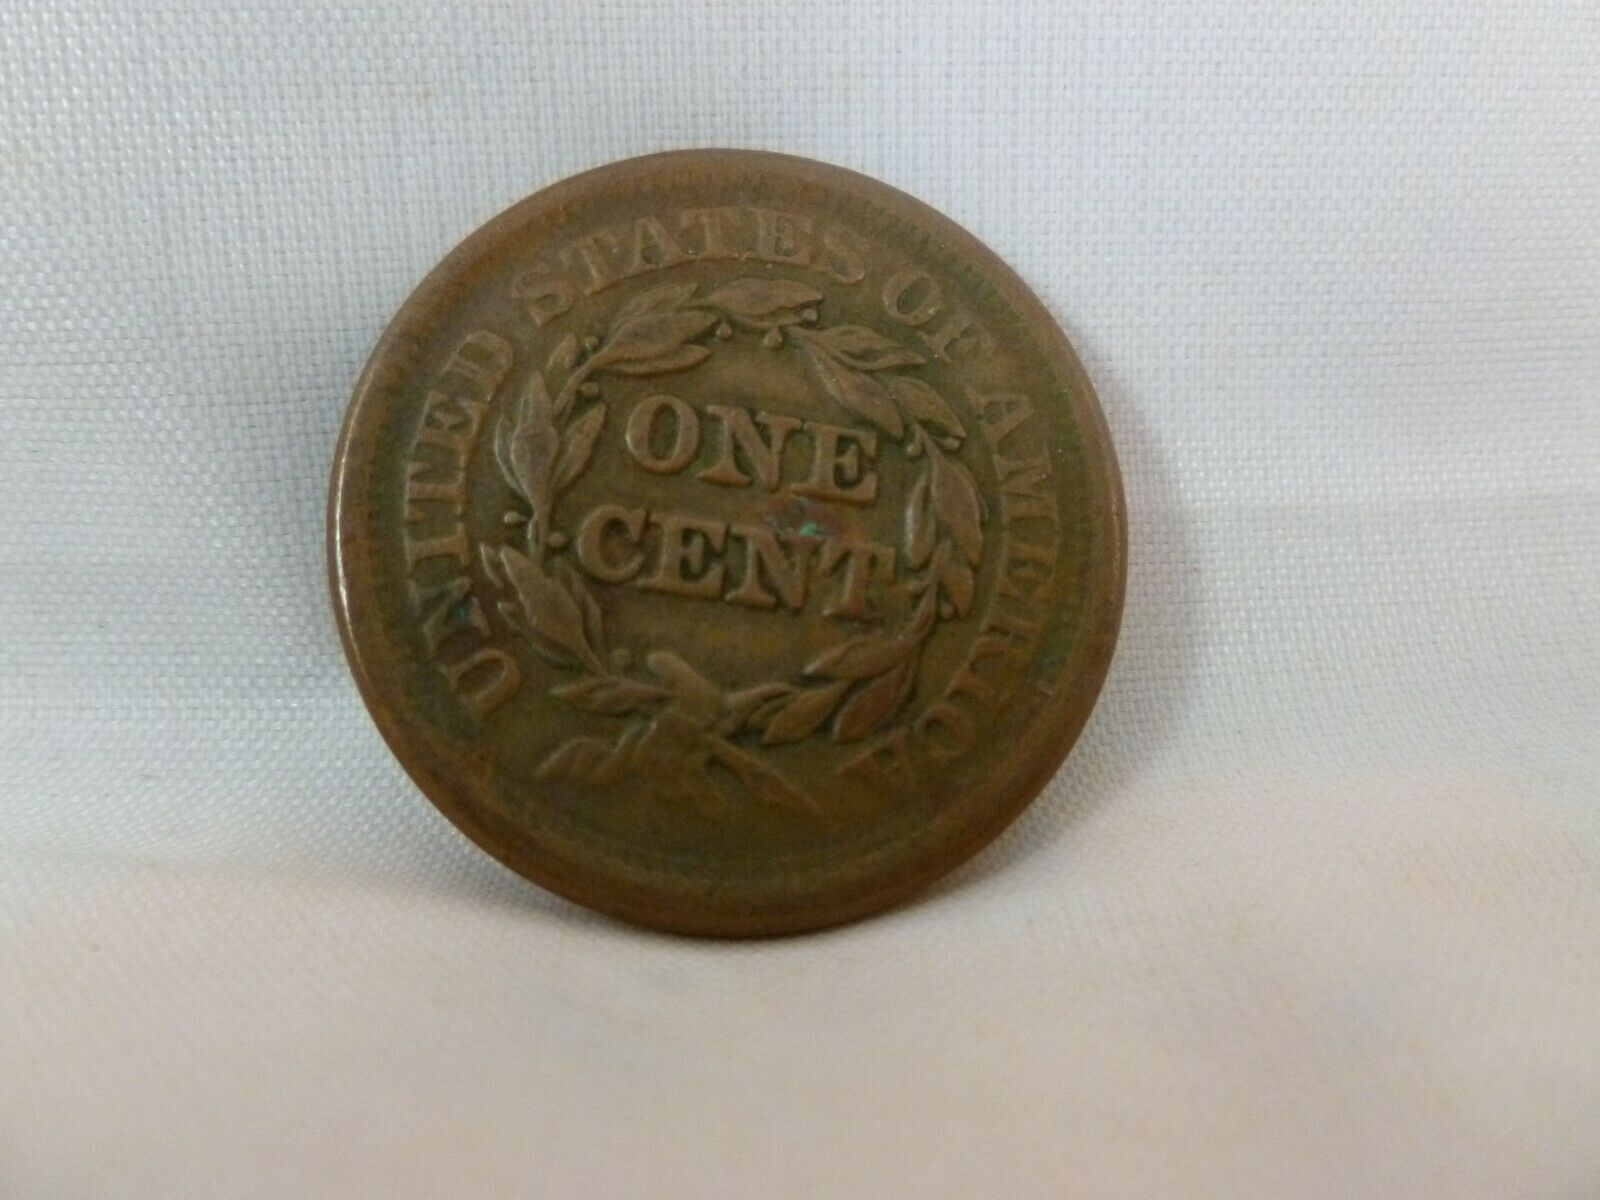 UNITED STATES OF AMERICA
ONE
CENT